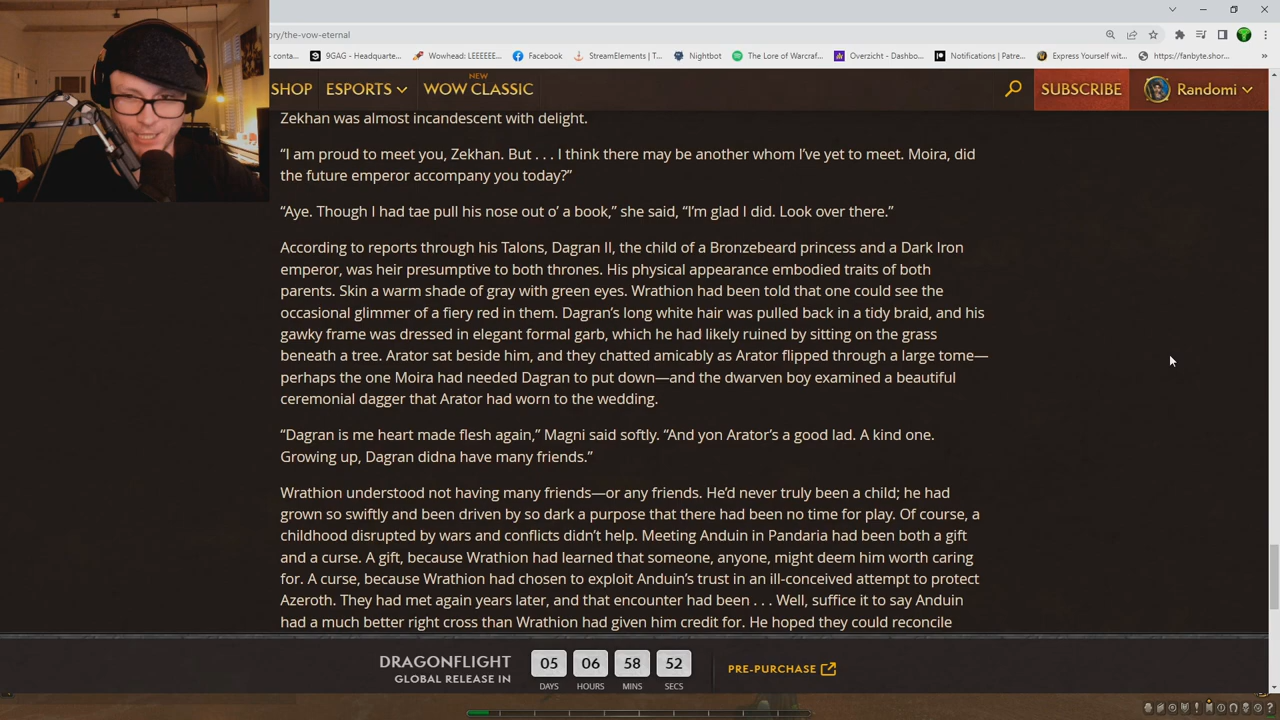 ory/the-vow-eternal
conta...
9GAG - Headquarte...
Wowhead: LEEEEEE...
Facebook
StreamElements | T...
Nightbot
The Lore of Warcraf...
Overzicht - Dashbo...
Notifications | Patre...
Express Yourself wit...
https://fanbyte.shor...
»
NEW
SHOP
ESPORTS
WOW CLASSIC
SUBSCRIBE
Randomi
Zekhan was almost incandescent with delight.
“I am proud to meet you, Zekhan. But . . . I think there may be another whom I’ve yet to meet. Moira, did
the future emperor accompany you today?”
“Aye. Though I had tae pull his nose out o’ a book,” she said, “I’m glad I did. Look over there.”
According to reports through his Talons, Dagran II, the child of a Bronzebeard princess and a Dark Iron
emperor, was heir presumptive to both thrones. His physical appearance embodied traits of both
parents. Skin a warm shade of gray with green eyes. Wrathion had been told that one could see the
occasional glimmer of a fiery red in them. Dagran’s long white hair was pulled back in a tidy braid, and his
gawky frame was dressed in elegant formal garb, which he had likely ruined by sitting on the grass
beneath a tree. Arator sat beside him, and they chatted amicably as Arator flipped through a large tome—
perhaps the one Moira had needed Dagran to put down—and the dwarven boy examined a beautiful
ceremonial dagger that Arator had worn to the wedding.
“Dagran is me heart made flesh again,” Magni said softly. “And yon Arator’s a good lad. A kind one.
Growing up, Dagran didna have many friends.”
Wrathion understood not having many friends—or any friends. He’d never truly been a child; he had
grown so swiftly and been driven by so dark a purpose that there had been no time for play. Of course, a
childhood disrupted by wars and conflicts didn’t help. Meeting Anduin in Pandaria had been both a gift
and a curse. A gift, because Wrathion had learned that someone, anyone, might deem him worth caring
for. A curse, because Wrathion had chosen to exploit Anduin’s trust in an ill-conceived attempt to protect
Azeroth. They had met again years later, and that encounter had been . . . Well, suffice it to say Anduin
had a much better right cross than Wrathion had given him credit for. He hoped they could reconcile
DRAGONFLIGHT
GLOBAL RELEASE IN
05
06
58
52
DAYS
HOURS
MINS
SECS
PRE-PURCHASE